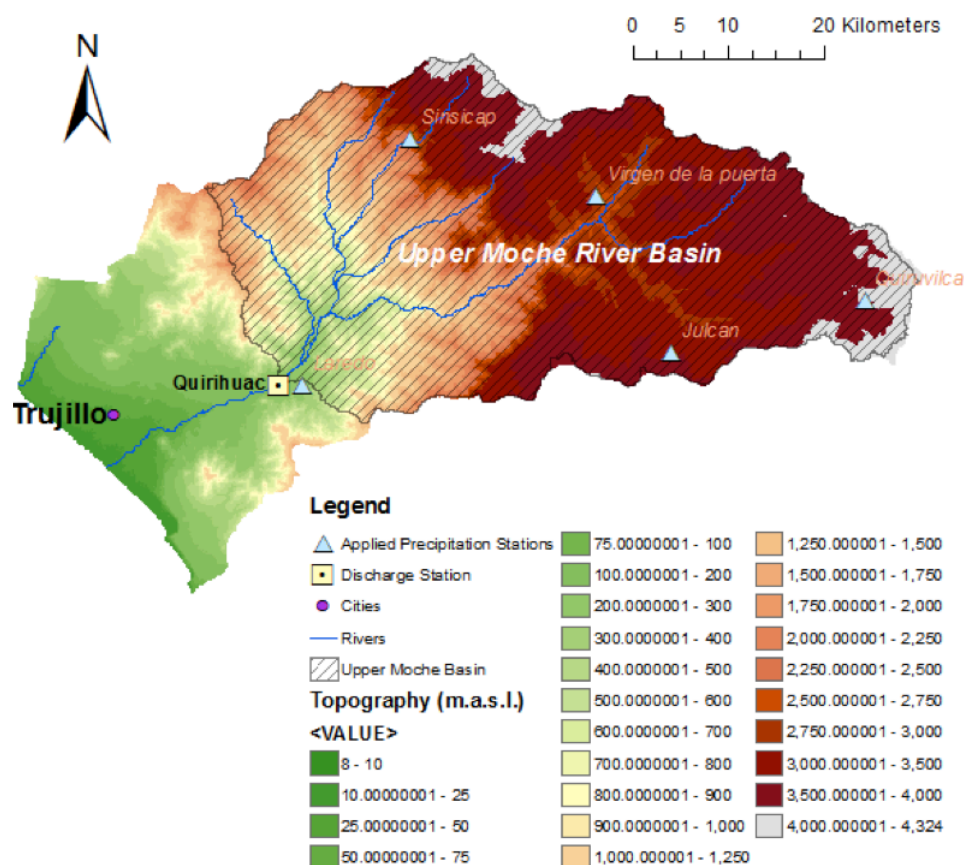 N
0 5 10 20 Kilometers
Sinsicap
Virgen de la puerta
Upper Moche River Basin
Quiruvilca
Julcan
Laredo
Quirihuac
Trujillo
Legend
Applied Precipitation Stations
Discharge Station
Cities
Rivers
Upper Moche Basin
Topography (m.a.s.l.)
<VALUE>
8 - 10
10.00000001 - 25
25.00000001 - 50
50.00000001 - 75
75.00000001 - 100
100.0000001 - 200
200.0000001 - 300
300.0000001 - 400
400.0000001 - 500
500.0000001 - 600
600.0000001 - 700
700.0000001 - 800
800.0000001 - 900
900.0000001 - 1,000
1,000.000001 - 1,250
1,250.000001 - 1,500
1,500.000001 - 1,750
1,750.000001 - 2,000
2,000.000001 - 2,250
2,250.000001 - 2,500
2,500.000001 - 2,750
2,750.000001 - 3,000
3,000.000001 - 3,500
3,500.000001 - 4,000
4,000.000001 - 4,324